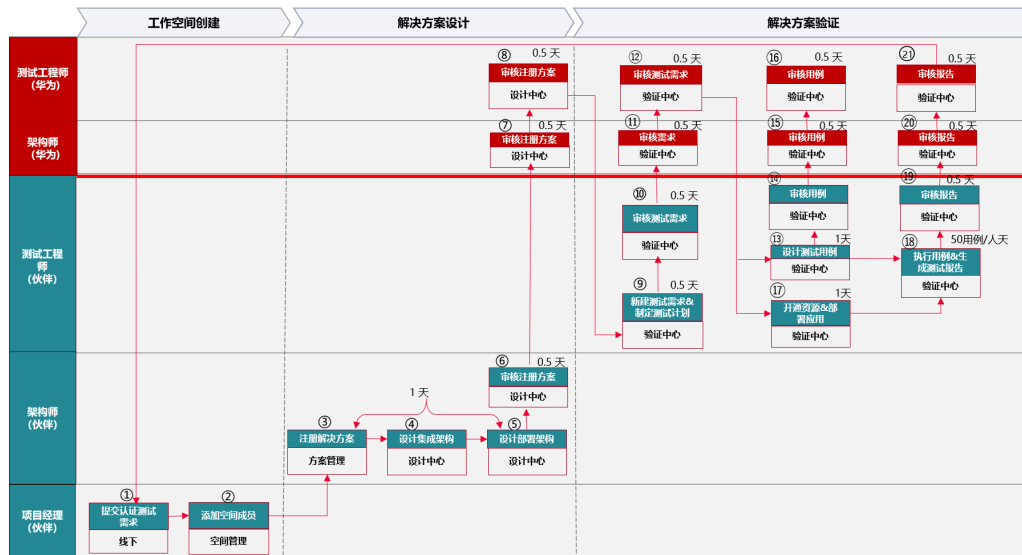 工作空间创建
解决方案设计
解决方案验证
测试工程师
(华为)
⑧
0.5 天
审核注册方案
设计中心
⑫
0.5 天
审核测试需求
验证中心
⑯
0.5 天
审核用例
验证中心
㉑
0.5 天
审核报告
验证中心
架构师
(华为)
⑦
0.5 天
审核注册方案
设计中心
⑪
0.5 天
审核需求
验证中心
⑮
0.5 天
审核用例
验证中心
⑳
0.5 天
审核报告
验证中心
测试工程
师
(伙伴)
⑩
0.5 天
审核测试需求
验证中心
⑭
审核用例
验证中心
⑲
0.5 天
审核报告
验证中心
⑬
1天
设计测试用例
验证中心
⑱
50用例/人天
执行用例&生
成测试报告
验证中心
⑨
0.5 天
新建测试需求&
制定测试计划
验证中心
⑰
1天
开通资源&部
署应用
验证中心
架构师
(伙伴)
⑥
0.5 天
审核注册方案
设计中心
1 天
③
注册解决方案
方案管理
④
设计集成架构
设计中心
⑤
设计部署架构
设计中心
项目经理
(伙伴)
①
提交认证测试
需求
线下
②
添加空间成员
空间管理